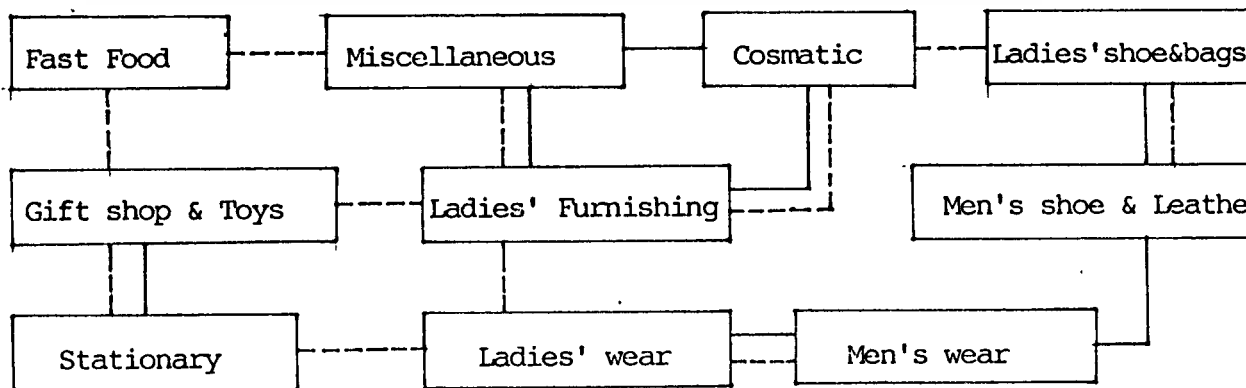 Fast Food
Miscellaneous
Cosmatic
Ladies'shoe&bags
Gift shop & Toys
Ladies' Furnishing
Men's shoe & Leathe
Stationary
Ladies' wear
Men's wear